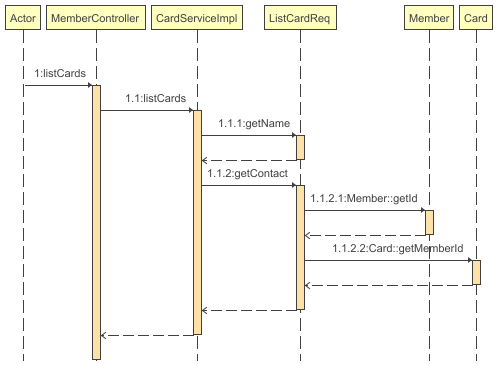 Actor
MemberController
CardServiceImpl
ListCardReq
Member
Card
1:listCards
1.1:listCards
1.1.1:getName
1.1.2:getContact
1.1.2.1:Member::getId
1.1.2.2:Card::getMemberId